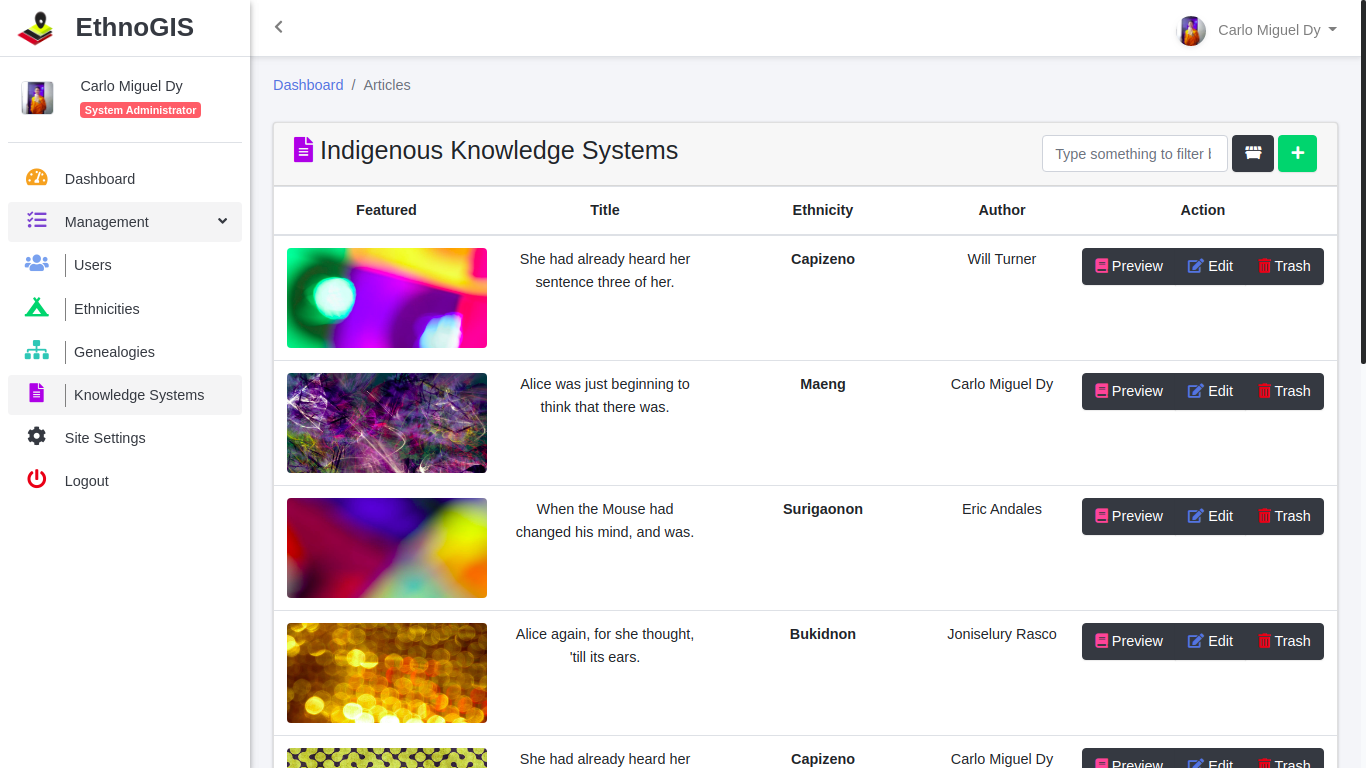 EthnoGIS
Carlo Miguel Dy
Carlo Miguel Dy
System Administrator
Dashboard
Management
Users
Ethnicities
Genealogies
Knowledge Systems
Site Settings
Logout
Dashboard / Articles
Indigenous Knowledge Systems
Type something to filter
Featured Title Ethnicity Author Action
She had already heard her
sentence three of her.
Capizeno
Will Turner
Preview Edit Trash
Alice was just beginning to
think that there was.
Maeng
Carlo Miguel Dy
Preview Edit Trash
When the Mouse had
changed his mind, and was.
Surigaonon
Eric Andales
Preview Edit Trash
Alice again, for she thought,
'till its ears.
Bukidnon
Joniselury Rasco
Preview Edit Trash
She had already heard her
Capizeno
Carlo Miguel Dy
Preview Edit Trash